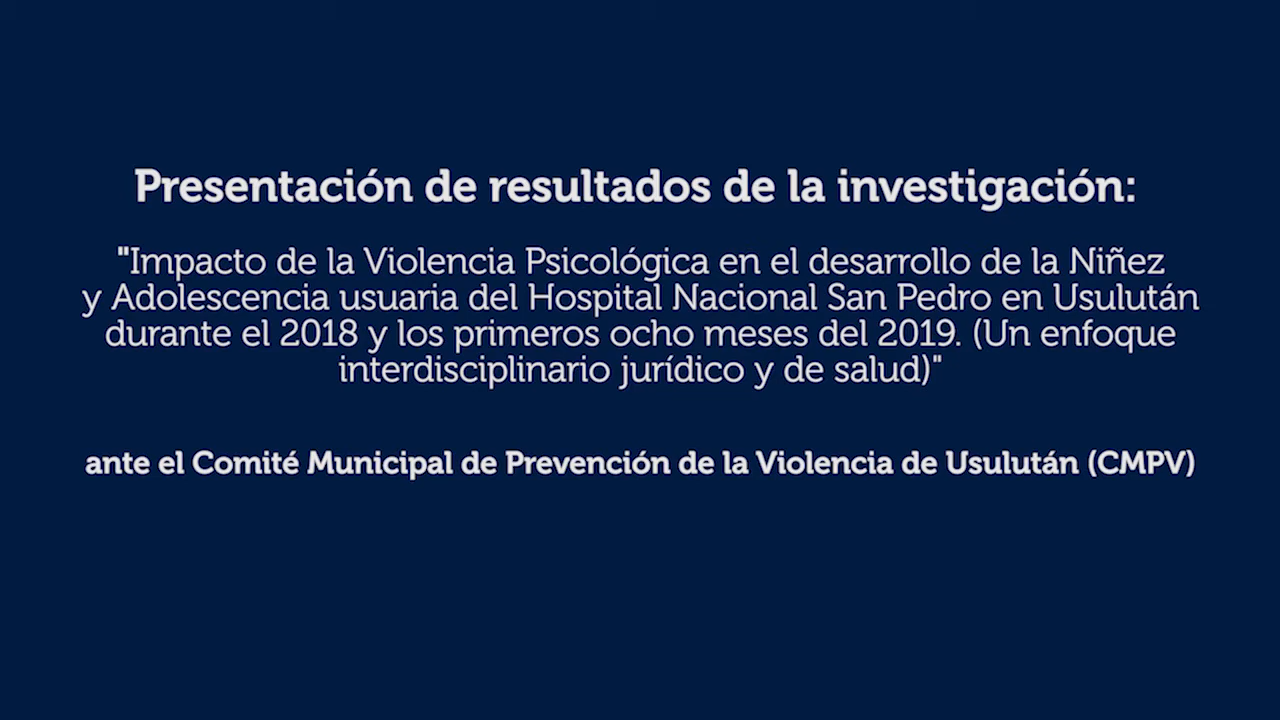 Presentación de resultados de la investigación:
"Impacto de la Violencia Psicológica en el desarrollo de la Niñez
y Adolescencia usuaria del Hospital Nacional San Pedro en Usulután
durante el 2018 y los primeros ocho meses del 2019. (Un enfoque
interdisciplinario jurídico y de salud)"
ante el Comité Municipal de Prevención de la Violencia de Usulután (CMPV)